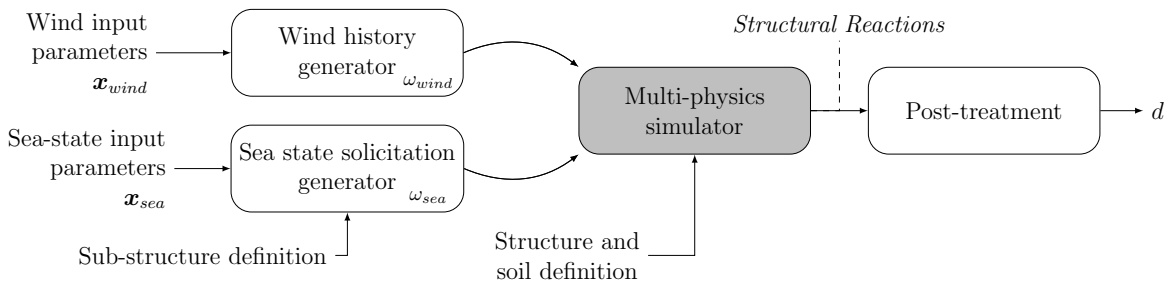 Wind input
parameters
x_wind
Wind history
generator ω_wind
Sea-state input
parameters
x_sea
Sea state solicitation
generator ω_sea
Sub-structure definition
Multi-physics
simulator
Structure and
soil definition
Structural Reactions
Post-treatment
d